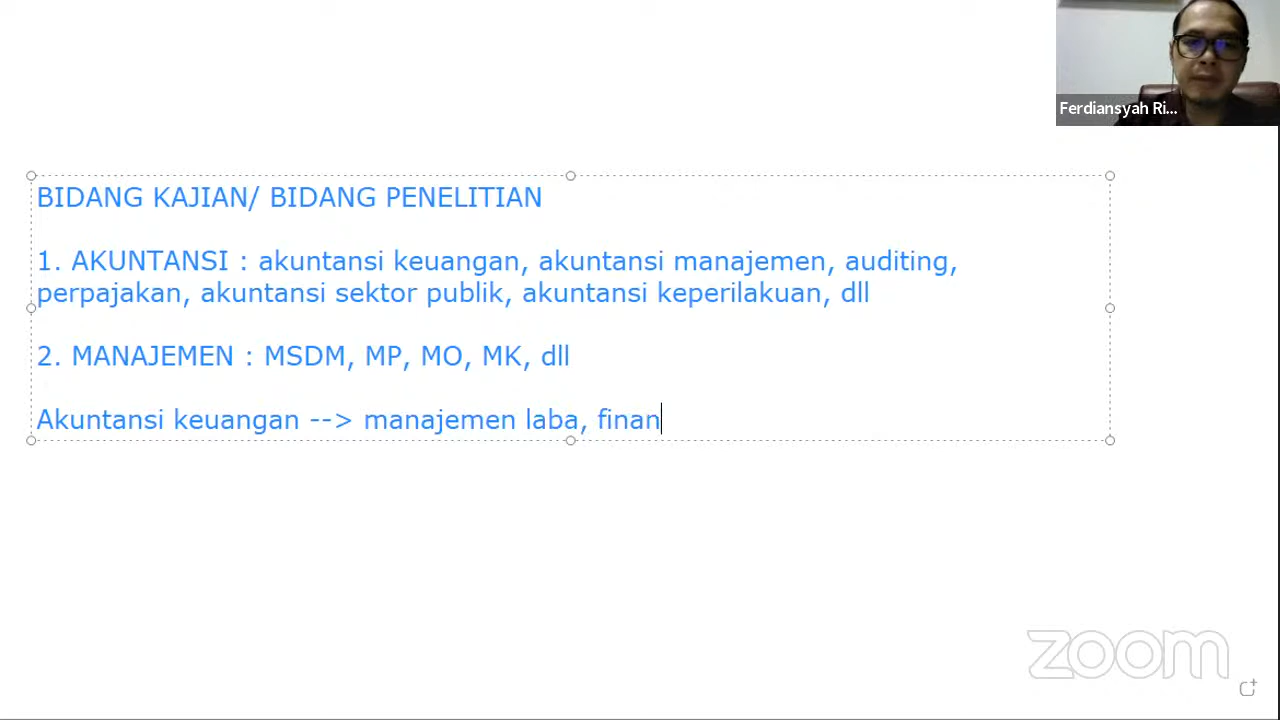 Ferdiansyah Ri...
BIDANG KAJIAN/ BIDANG PENELITIAN
1. AKUNTANSI : akuntansi keuangan, akuntansi manajemen, auditing,
perpajakan, akuntansi sektor publik, akuntansi keperilakuan, dll
2. MANAJEMEN : MSDM, MP, MO, MK, dll
Akuntansi keuangan --> manajemen laba, finan
zoom